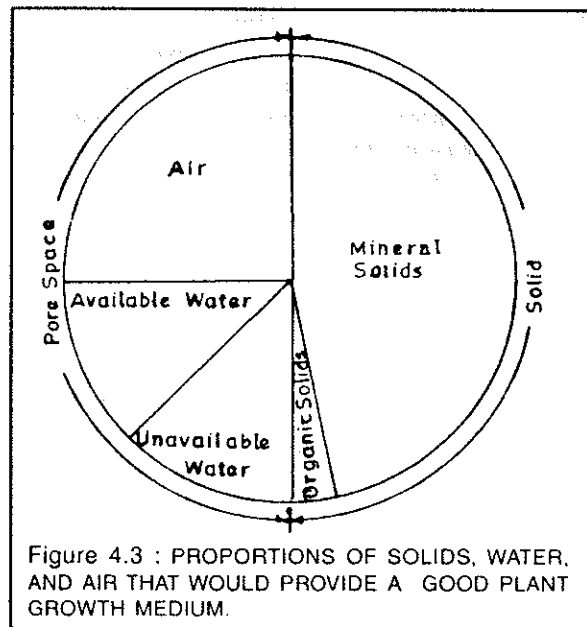 Air
Mineral
Solids
Pore Space
Solid
Available Water
Organic Solids
Unavailable
Water
Figure 4.3 : PROPORTIONS OF SOLIDS, WATER,
AND AIR THAT WOULD PROVIDE A GOOD PLANT
GROWTH MEDIUM.